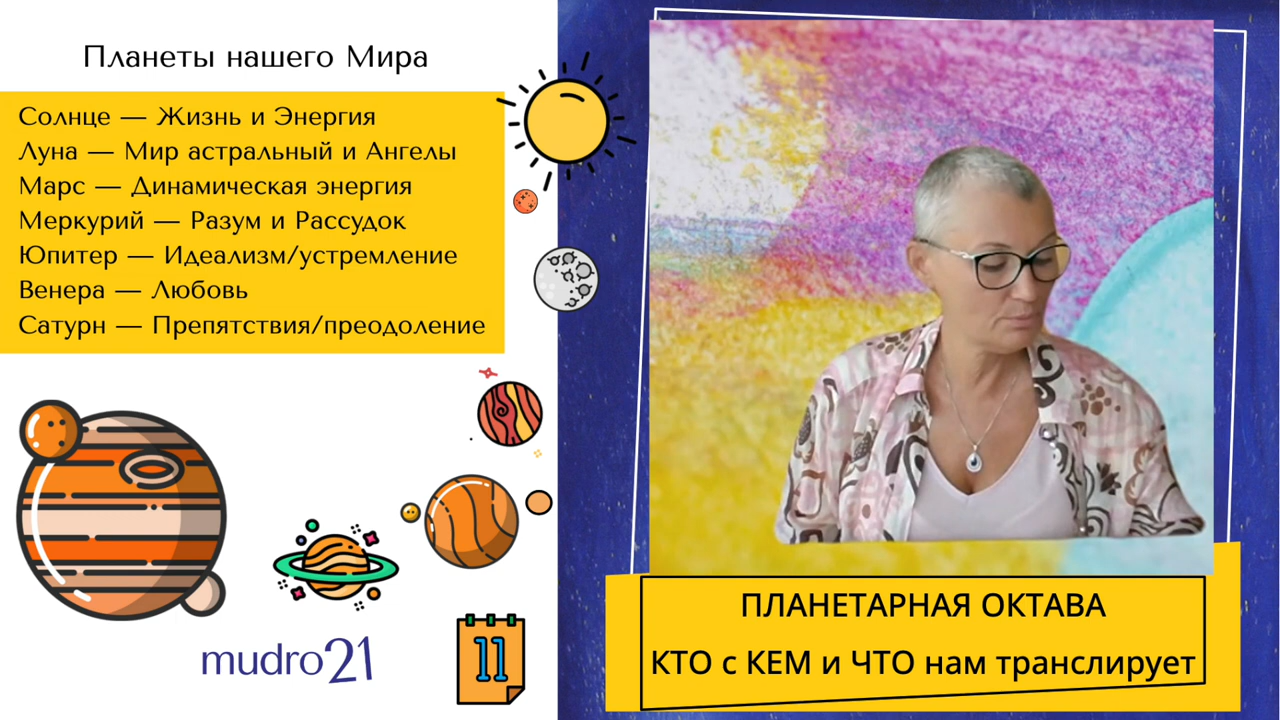 Планеты нашего Мира
Солнце — Жизнь и Энергия
Луна — Мир астральный и Ангелы
Марс — Динамическая энергия
Меркурий — Разум и Рассудок
Юпитер — Идеализм/устремление
Венера — Любовь
Сатурн — Препятствия/преодоление
mudro21
11
ПЛАНЕТАРНАЯ ОКТАВА
КТО с КЕМ и ЧТО нам транслирует